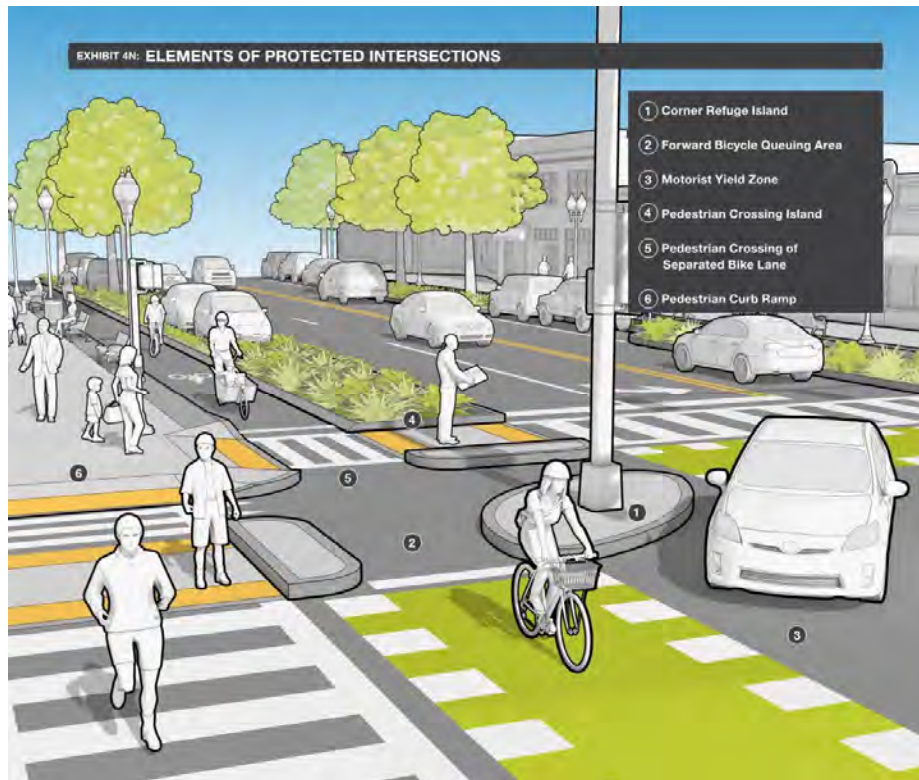 EXHIBIT 4N: ELEMENTS OF PROTECTED INTERSECTIONS
1 Corner Refuge Island
2 Forward Bicycle Queuing Area
3 Motorist Yield Zone
4 Pedestrian Crossing Island
5 Pedestrian Crossing of
Separated Bike Lane
6 Pedestrian Curb Ramp
4
6
5
1
2
3